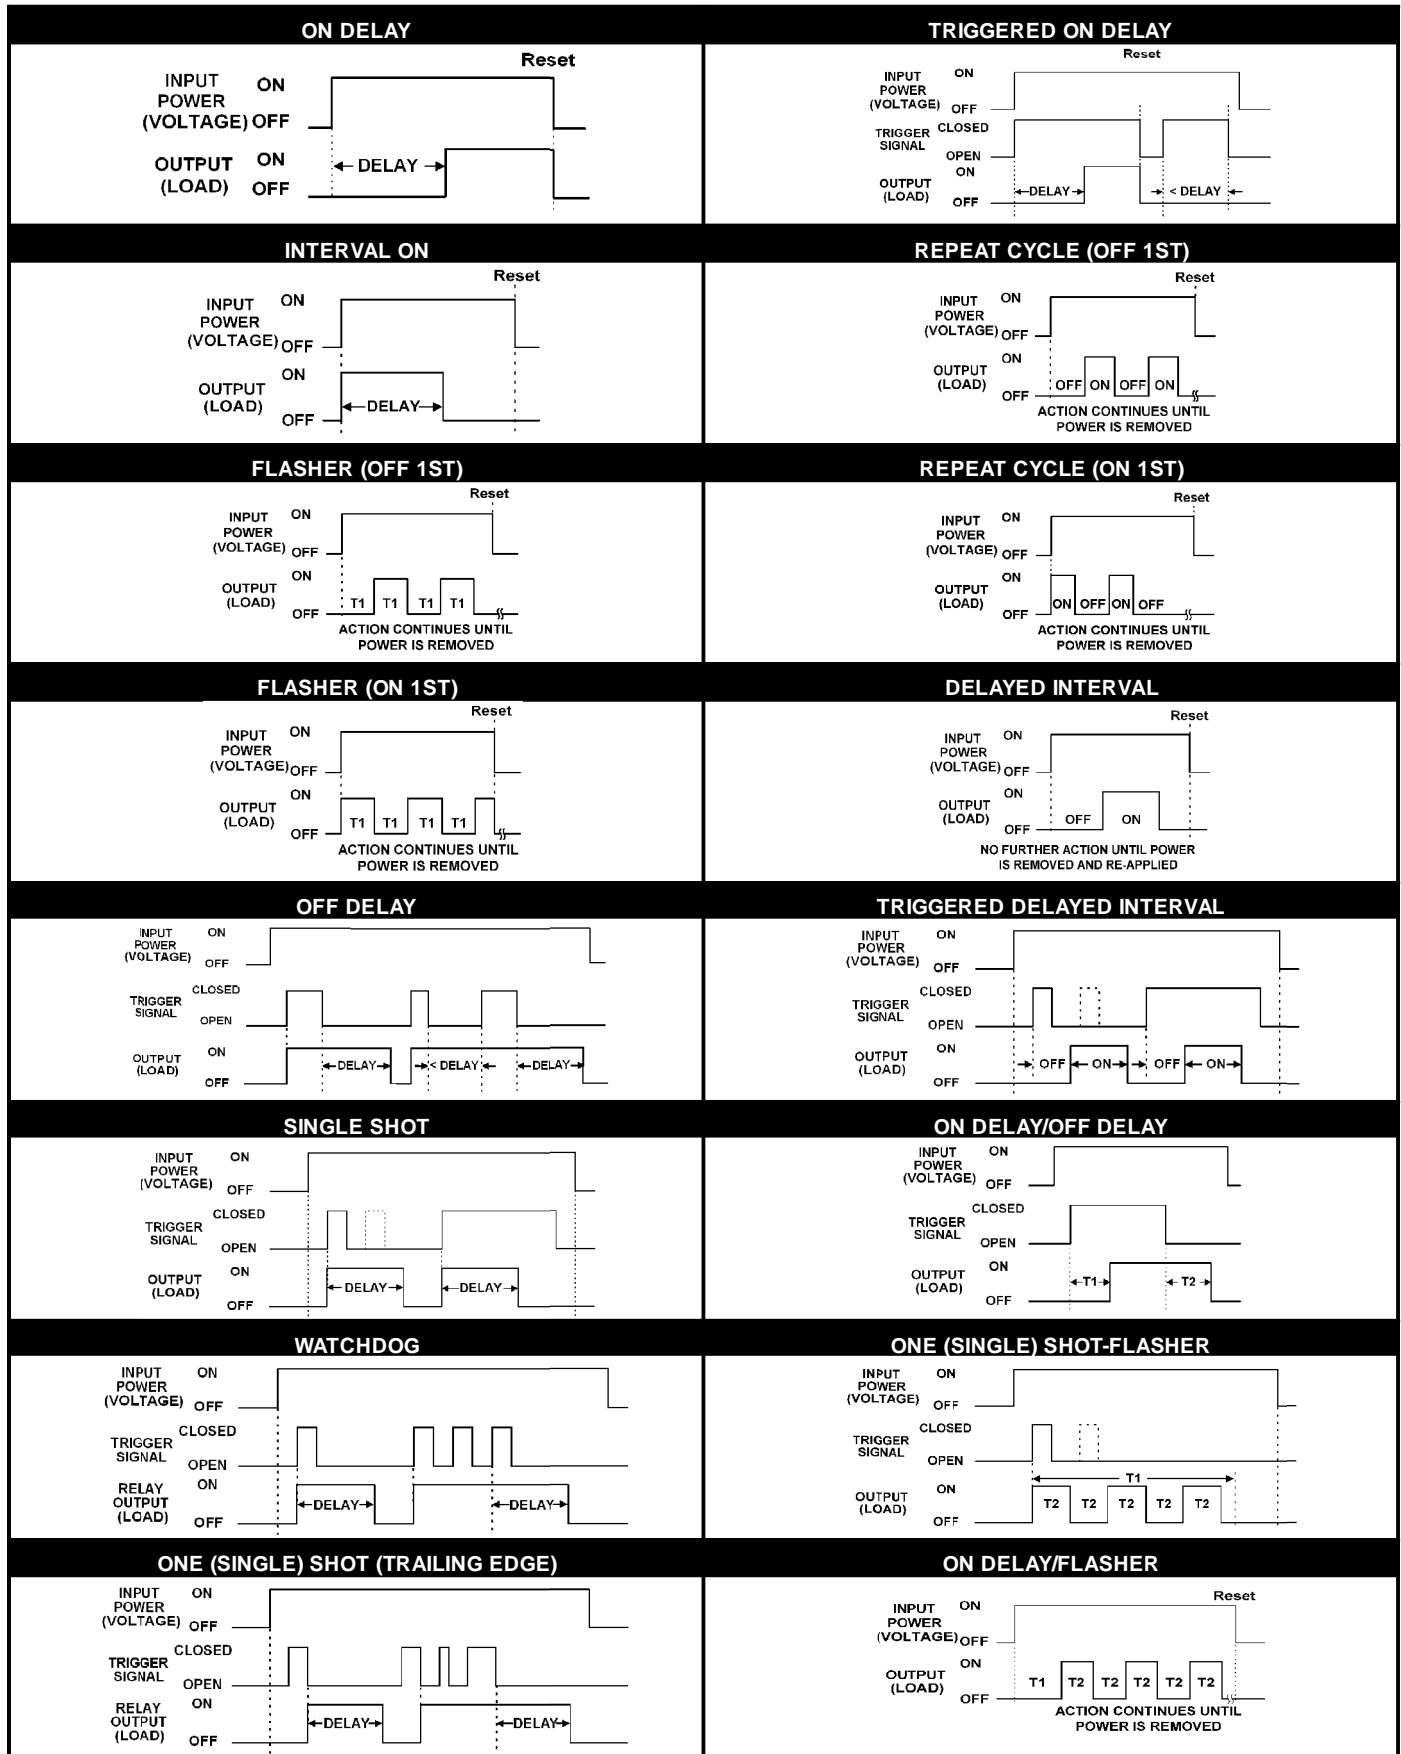 ON DELAY
Reset
INPUT
POWER
(VOLTAGE)
ON
OFF
OUTPUT
(LOAD)
ON
OFF
DELAY
TRIGGERED ON DELAY
Reset
INPUT
POWER
(VOLTAGE)
ON
OFF
TRIGGER
SIGNAL
CLOSED
OPEN
OUTPUT
(LOAD)
ON
OFF
DELAY
< DELAY
INTERVAL ON
Reset
INPUT
POWER
(VOLTAGE)
ON
OFF
OUTPUT
(LOAD)
ON
OFF
DELAY
REPEAT CYCLE (OFF 1ST)
Reset
INPUT
POWER
(VOLTAGE)
ON
OFF
OUTPUT
(LOAD)
ON
OFF
OFF ON OFF ON
ACTION CONTINUES UNTIL
POWER IS REMOVED
FLASHER (OFF 1ST)
Reset
INPUT
POWER
(VOLTAGE)
ON
OFF
OUTPUT
(LOAD)
ON
OFF
T1 T1 T1 T1
ACTION CONTINUES UNTIL
POWER IS REMOVED
REPEAT CYCLE (ON 1ST)
Reset
INPUT
POWER
(VOLTAGE)
ON
OFF
OUTPUT
(LOAD)
ON
OFF
ON OFF ON OFF
ACTION CONTINUES UNTIL
POWER IS REMOVED
FLASHER (ON 1ST)
Reset
INPUT
POWER
(VOLTAGE)
ON
OFF
OUTPUT
(LOAD)
ON
OFF
T1 T1 T1 T1
ACTION CONTINUES UNTIL
POWER IS REMOVED
DELAYED INTERVAL
Reset
INPUT
POWER
(VOLTAGE)
ON
OFF
OUTPUT
(LOAD)
ON
OFF
OFF ON
NO FURTHER ACTION UNTIL POWER
IS REMOVED AND RE-APPLIED
OFF DELAY
INPUT
POWER
(VOLTAGE)
ON
OFF
TRIGGER
SIGNAL
CLOSED
OPEN
OUTPUT
(LOAD)
ON
OFF
DELAY
< DELAY
DELAY
TRIGGERED DELAYED INTERVAL
INPUT
POWER
(VOLTAGE)
ON
OFF
TRIGGER
SIGNAL
CLOSED
OPEN
OUTPUT
(LOAD)
ON
OFF
OFF ON OFF ON
SINGLE SHOT
INPUT
POWER
(VOLTAGE)
ON
OFF
TRIGGER
SIGNAL
CLOSED
OPEN
OUTPUT
(LOAD)
ON
OFF
DELAY DELAY
ON DELAY/OFF DELAY
INPUT
POWER
(VOLTAGE)
ON
OFF
TRIGGER
SIGNAL
CLOSED
OPEN
OUTPUT
(LOAD)
ON
OFF
T1 T2
WATCHDOG
INPUT
POWER
(VOLTAGE)
ON
OFF
TRIGGER
SIGNAL
CLOSED
OPEN
RELAY
OUTPUT
(LOAD)
ON
OFF
DELAY DELAY
ONE (SINGLE) SHOT-FLASHER
INPUT
POWER
(VOLTAGE)
ON
OFF
TRIGGER
SIGNAL
CLOSED
OPEN
OUTPUT
(LOAD)
ON
OFF
T1
T2 T2 T2 T2 T2
ONE (SINGLE) SHOT (TRAILING EDGE)
INPUT
POWER
(VOLTAGE)
ON
OFF
TRIGGER
SIGNAL
CLOSED
OPEN
RELAY
OUTPUT
(LOAD)
ON
OFF
DELAY DELAY
ON DELAY/FLASHER
Reset
INPUT
POWER
(VOLTAGE)
ON
OFF
OUTPUT
(LOAD)
ON
OFF
T1 T2 T2 T2 T2 T2
ACTION CONTINUES UNTIL
POWER IS REMOVED